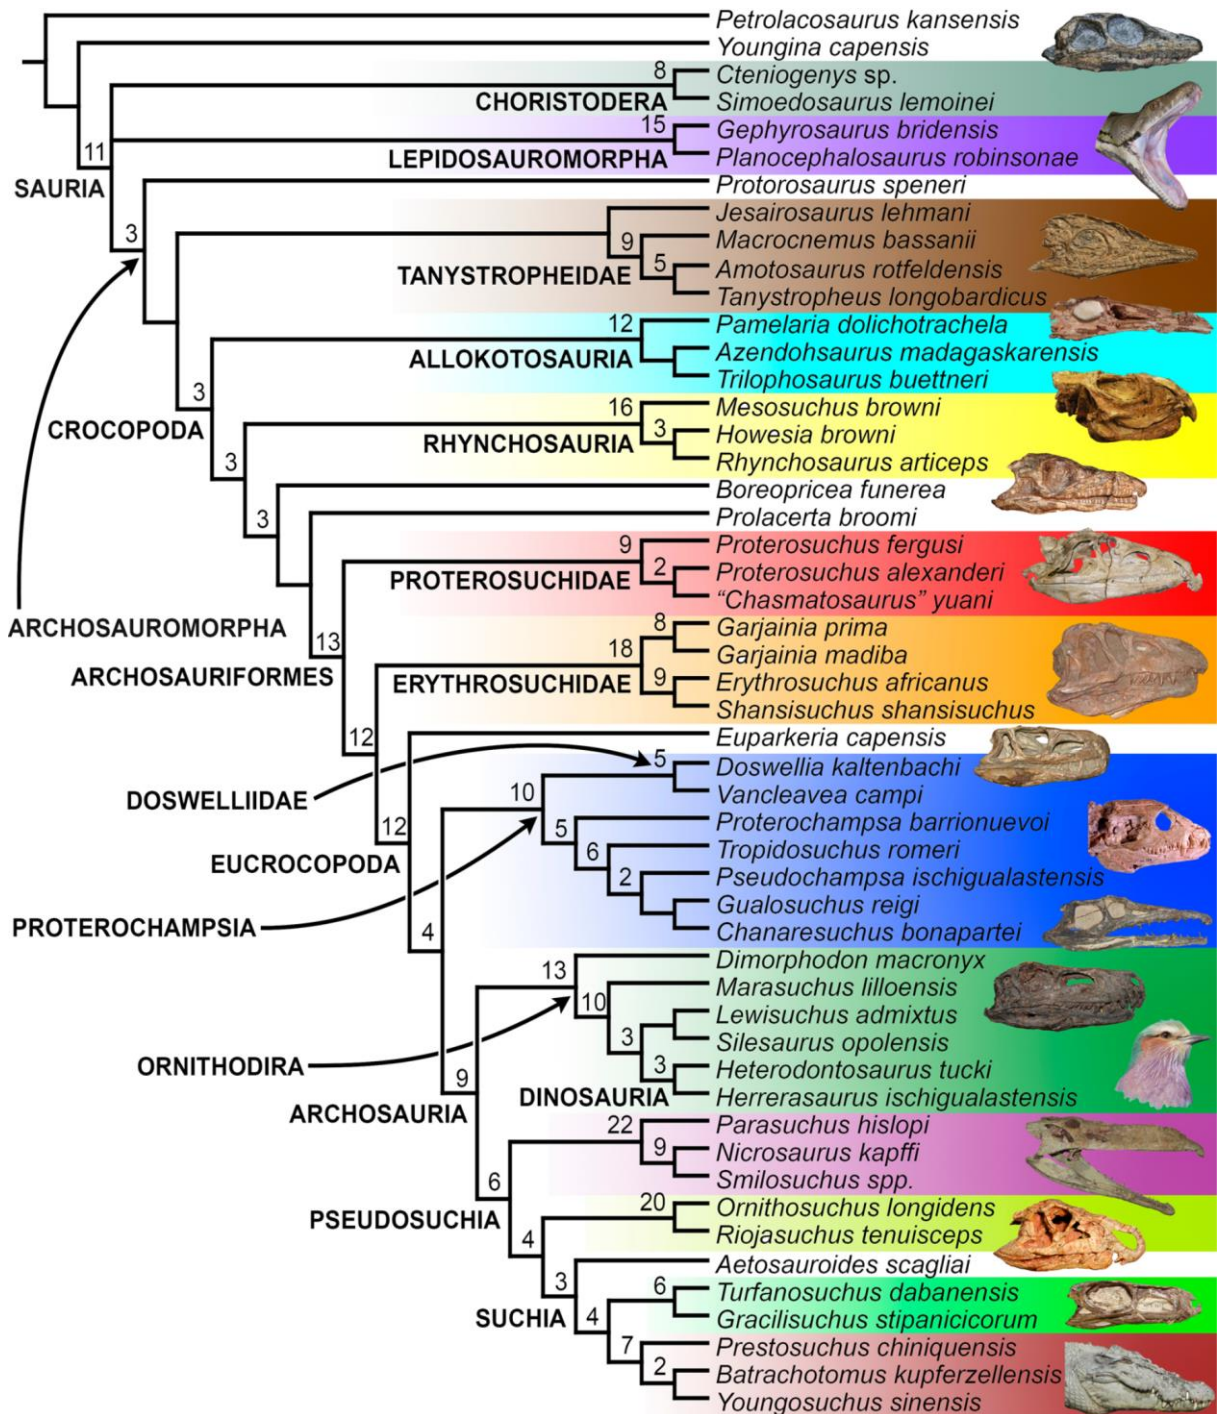 Petrolacosaurus kansensis
Youngina capensis
8
Cteniogenys sp.
CHORISTODERA
Simoedosaurus lemoinei
15
Gephyrosaurus bridensis
11
LEPIDOSAUROMORPHA
Planocephalosaurus robinsonae
SAURIA
Protorosaurus speneri
Jesairosaurus lehmani
3
9
Macrocnemus bassanii
TANYSTROPHEIDAE
5
Amotosaurus rotfeldensis
Tanystropheus longobardicus
12
Pamelaria dolichotrachela
ALLOKOTOSAURIA
Azendohsaurus madagaskarensis
Trilophosaurus buettneri
3
16
Mesosuchus browni
CROCOPODA
RHYNCHOSAURIA
3
Howesia browni
3
Rhynchosaurus articeps
Boreopricea funerea
3
Prolacerta broomi
9
Proterosuchus fergusi
PROTEROSUCHIDAE
2
Proterosuchus alexanderi
“Chasmatosaurus” yuani
ARCHOSAUROMORPHA
8
Garjainia prima
13
18
Garjainia madiba
ARCHOSAURIFORMES
ERYTHROSUCHIDAE
9
Erythrosuchus africanus
Shansisuchus shansisuchus
12
Euparkeria capensis
5
Doswellia kaltenbachi
DOSWELLIIDAE
10
Vancleavea campi
12
5
Proterochampsa barrionuevoi
EUCROCOPODA
6
Tropidosuchus romeri
2
Pseudochampsa ischigualastensis
Gualosuchus reigi
PROTEROCHAMPSIA
4
Chanaresuchus bonapartei
13
Dimorphodon macronyx
10
Marasuchus lilloensis
Lewisuchus admixtus
3
Silesaurus opolensis
ORNITHODIRA
3
Heterodontosaurus tucki
9
DINOSAURIA
Herrerasaurus ischigualastensis
ARCHOSAURIA
22
Parasuchus hislopi
9
Nicrosaurus kapffi
6
Smilosuchus spp.
20
Ornithosuchus longidens
PSEUDOSUCHIA
4
Riojasuchus tenuisceps
Aetosauroides scagliai
3
6
Turfanosuchus dabanensis
SUCHIA
4
Gracilisuchus stipanicicorum
7
Prestosuchus chiniquensis
2
Batrachotomus kupferzellensis
Youngosuchus sinensis